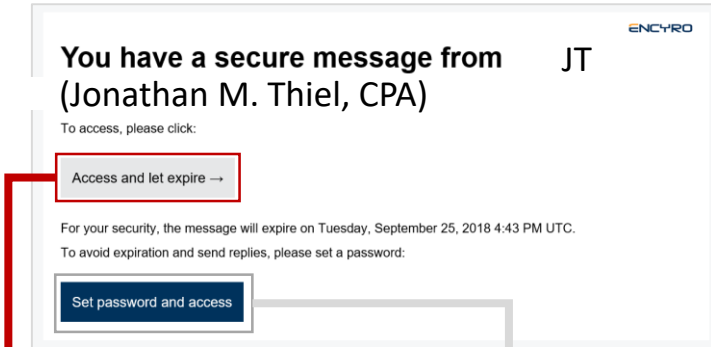 ENCYRO
You have a secure message from JT
(Jonathan M. Thiel, CPA)
To access, please click:
Access and let expire →
For your security, the message will expire on Tuesday, September 25, 2018 4:43 PM UTC.
To avoid expiration and send replies, please set a password:
Set password and access